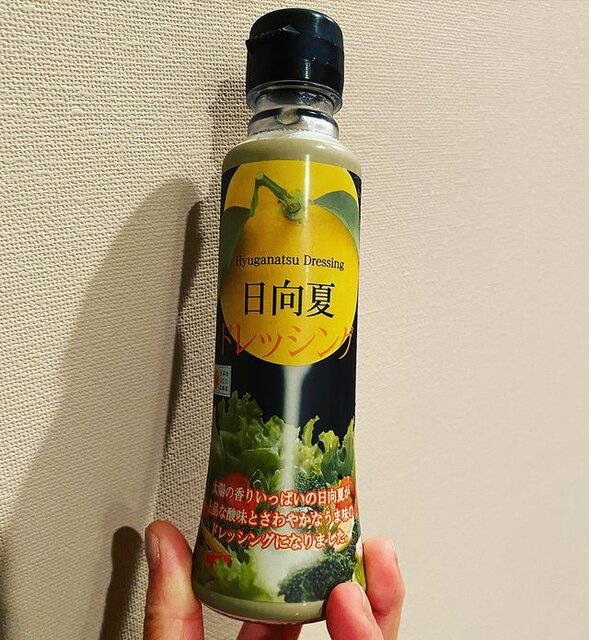 Hyuganatsu Dressing
日向夏
ドレッシング
太陽の香りいっぱいの日向夏が
上品な酸味とさわやかなうま味の
ドレッシングになりました。